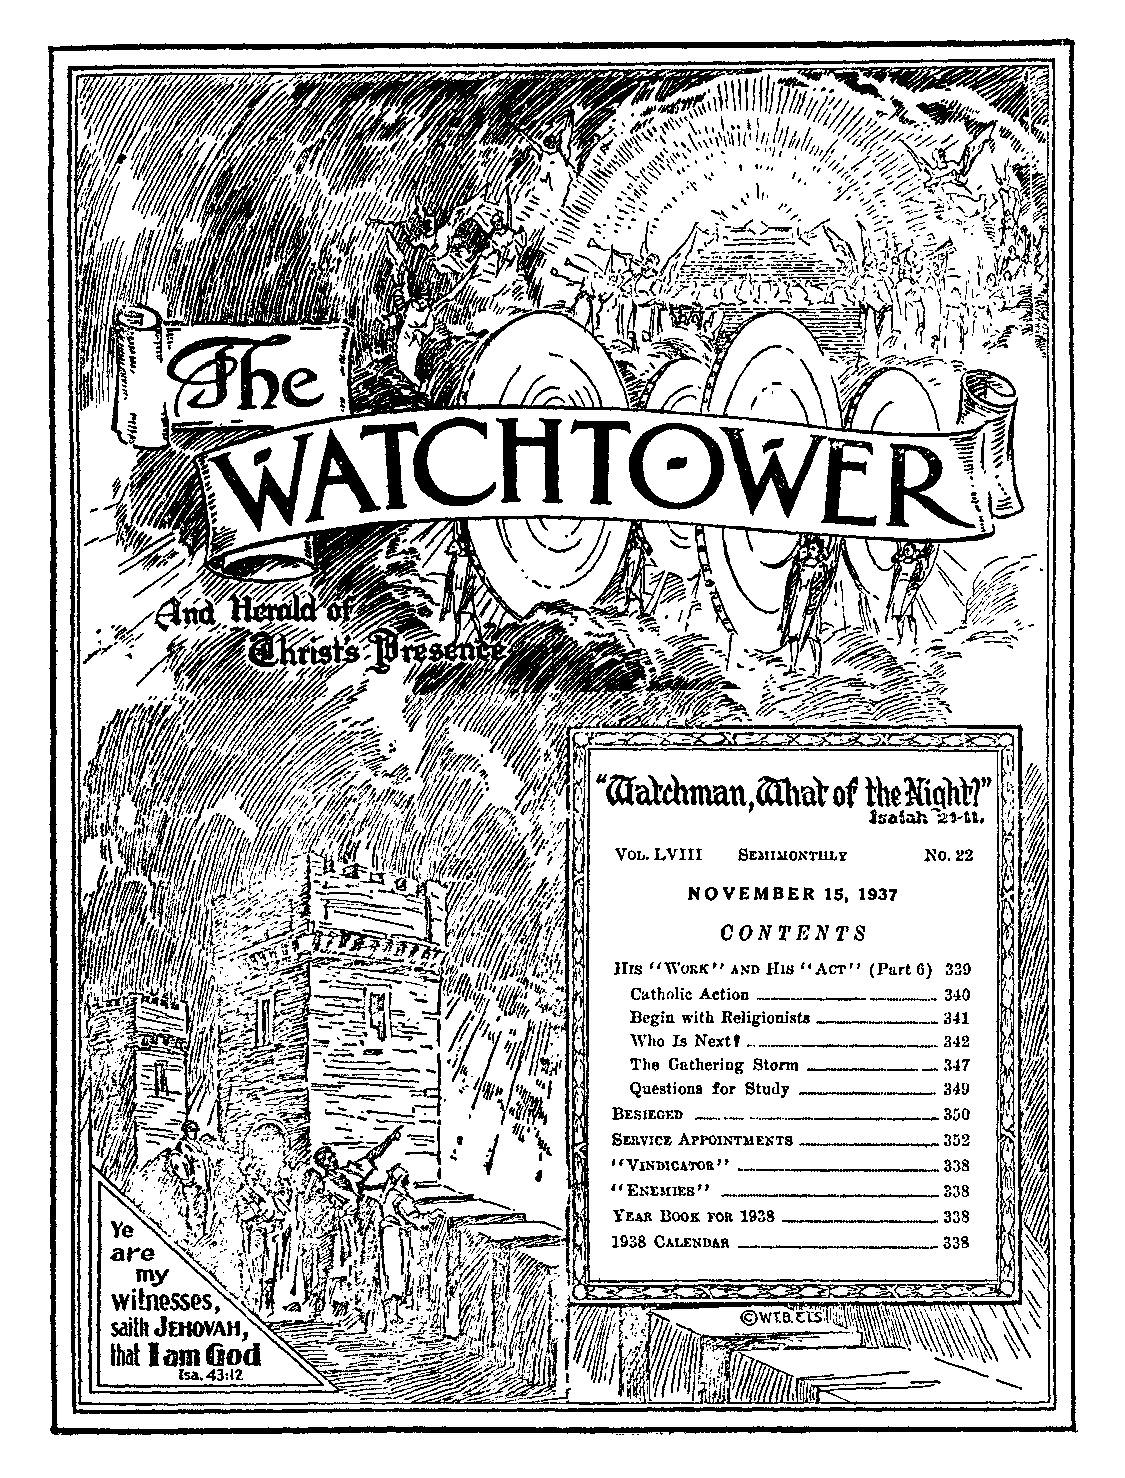 The
WATCHTOWER
And Herald of
Christ's Presence
"Watchman, What of the Night?"
Isaiah 21-11.
VOL. LVIII SEMIMONTHLY No. 22
NOVEMBER 15, 1937
CONTENTS
HIS "WORK" AND HIS "ACT" (Part 6) 339
Catholic Action 340
Begin with Religionists 341
Who Is Next? 342
The Gathering Storm 347
Questions for Study 349
BESIEGED 350
SERVICE APPOINTMENTS 352
"VINDICATOR" 338
"ENEMIES" 338
YEAR BOOK FOR 1938 338
1938 CALENDAR 338
Ye
are
my
witnesses,
saith JEHOVAH,
that I am God
Isa. 43:12
©W.T.B.&T.S.